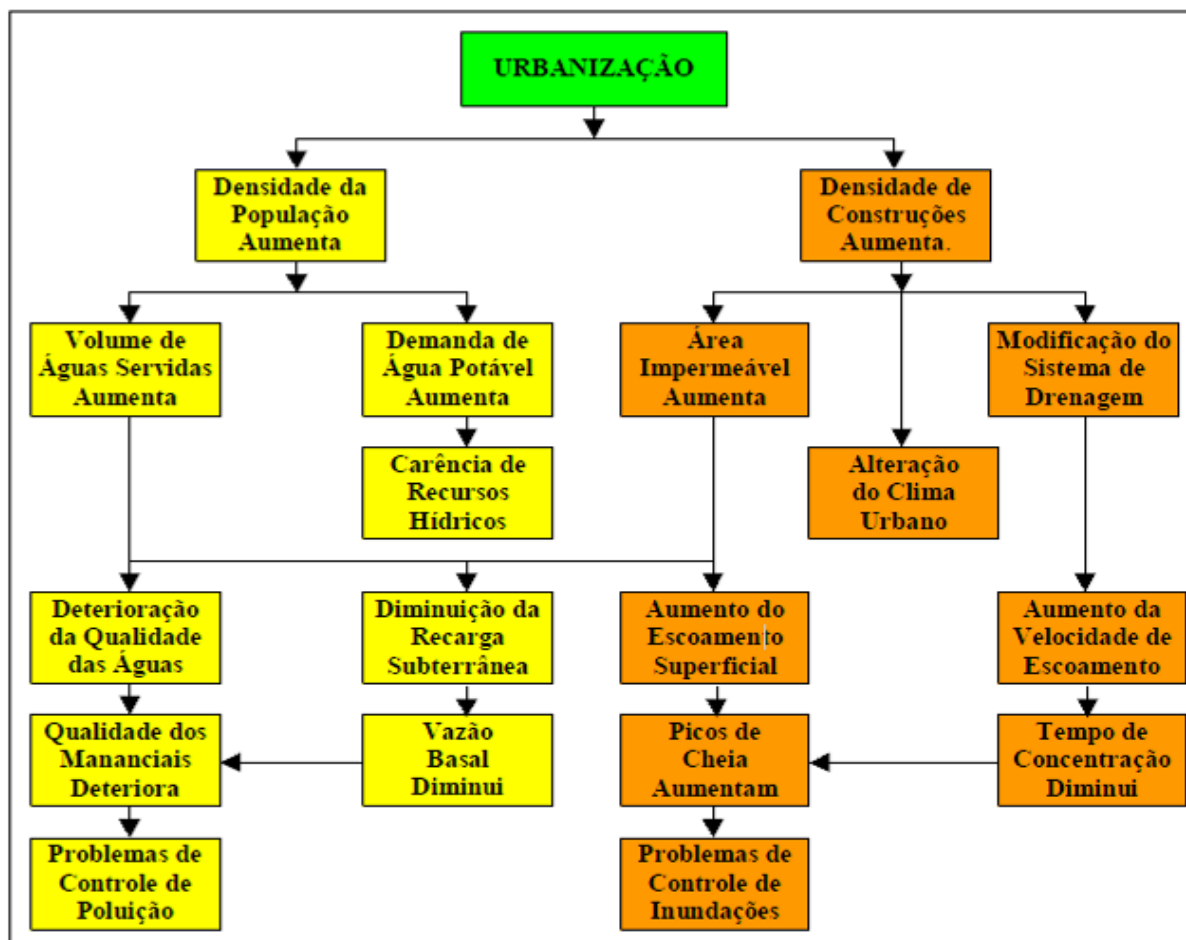 URBANIZAÇÃO
Densidade da
População
Aumenta
Densidade de
Construções
Aumenta.
Volume de
Águas Servidas
Aumenta
Demanda de
Água Potável
Aumenta
Área
Impermeável
Aumenta
Modificação do
Sistema de
Drenagem
Carência de
Recursos
Hídricos
Alteração
do Clima
Urbano
Deterioração
da Qualidade
das Águas
Diminuição da
Recarga
Subterrânea
Aumento do
Escoamento
Superficial
Aumento da
Velocidade de
Escoamento
Qualidade dos
Mananciais
Deteriora
Vazão
Basal
Diminui
Picos de
Cheia
Aumentam
Tempo de
Concentração
Diminui
Problemas de
Controle de
Poluição
Problemas de
Controle de
Inundações